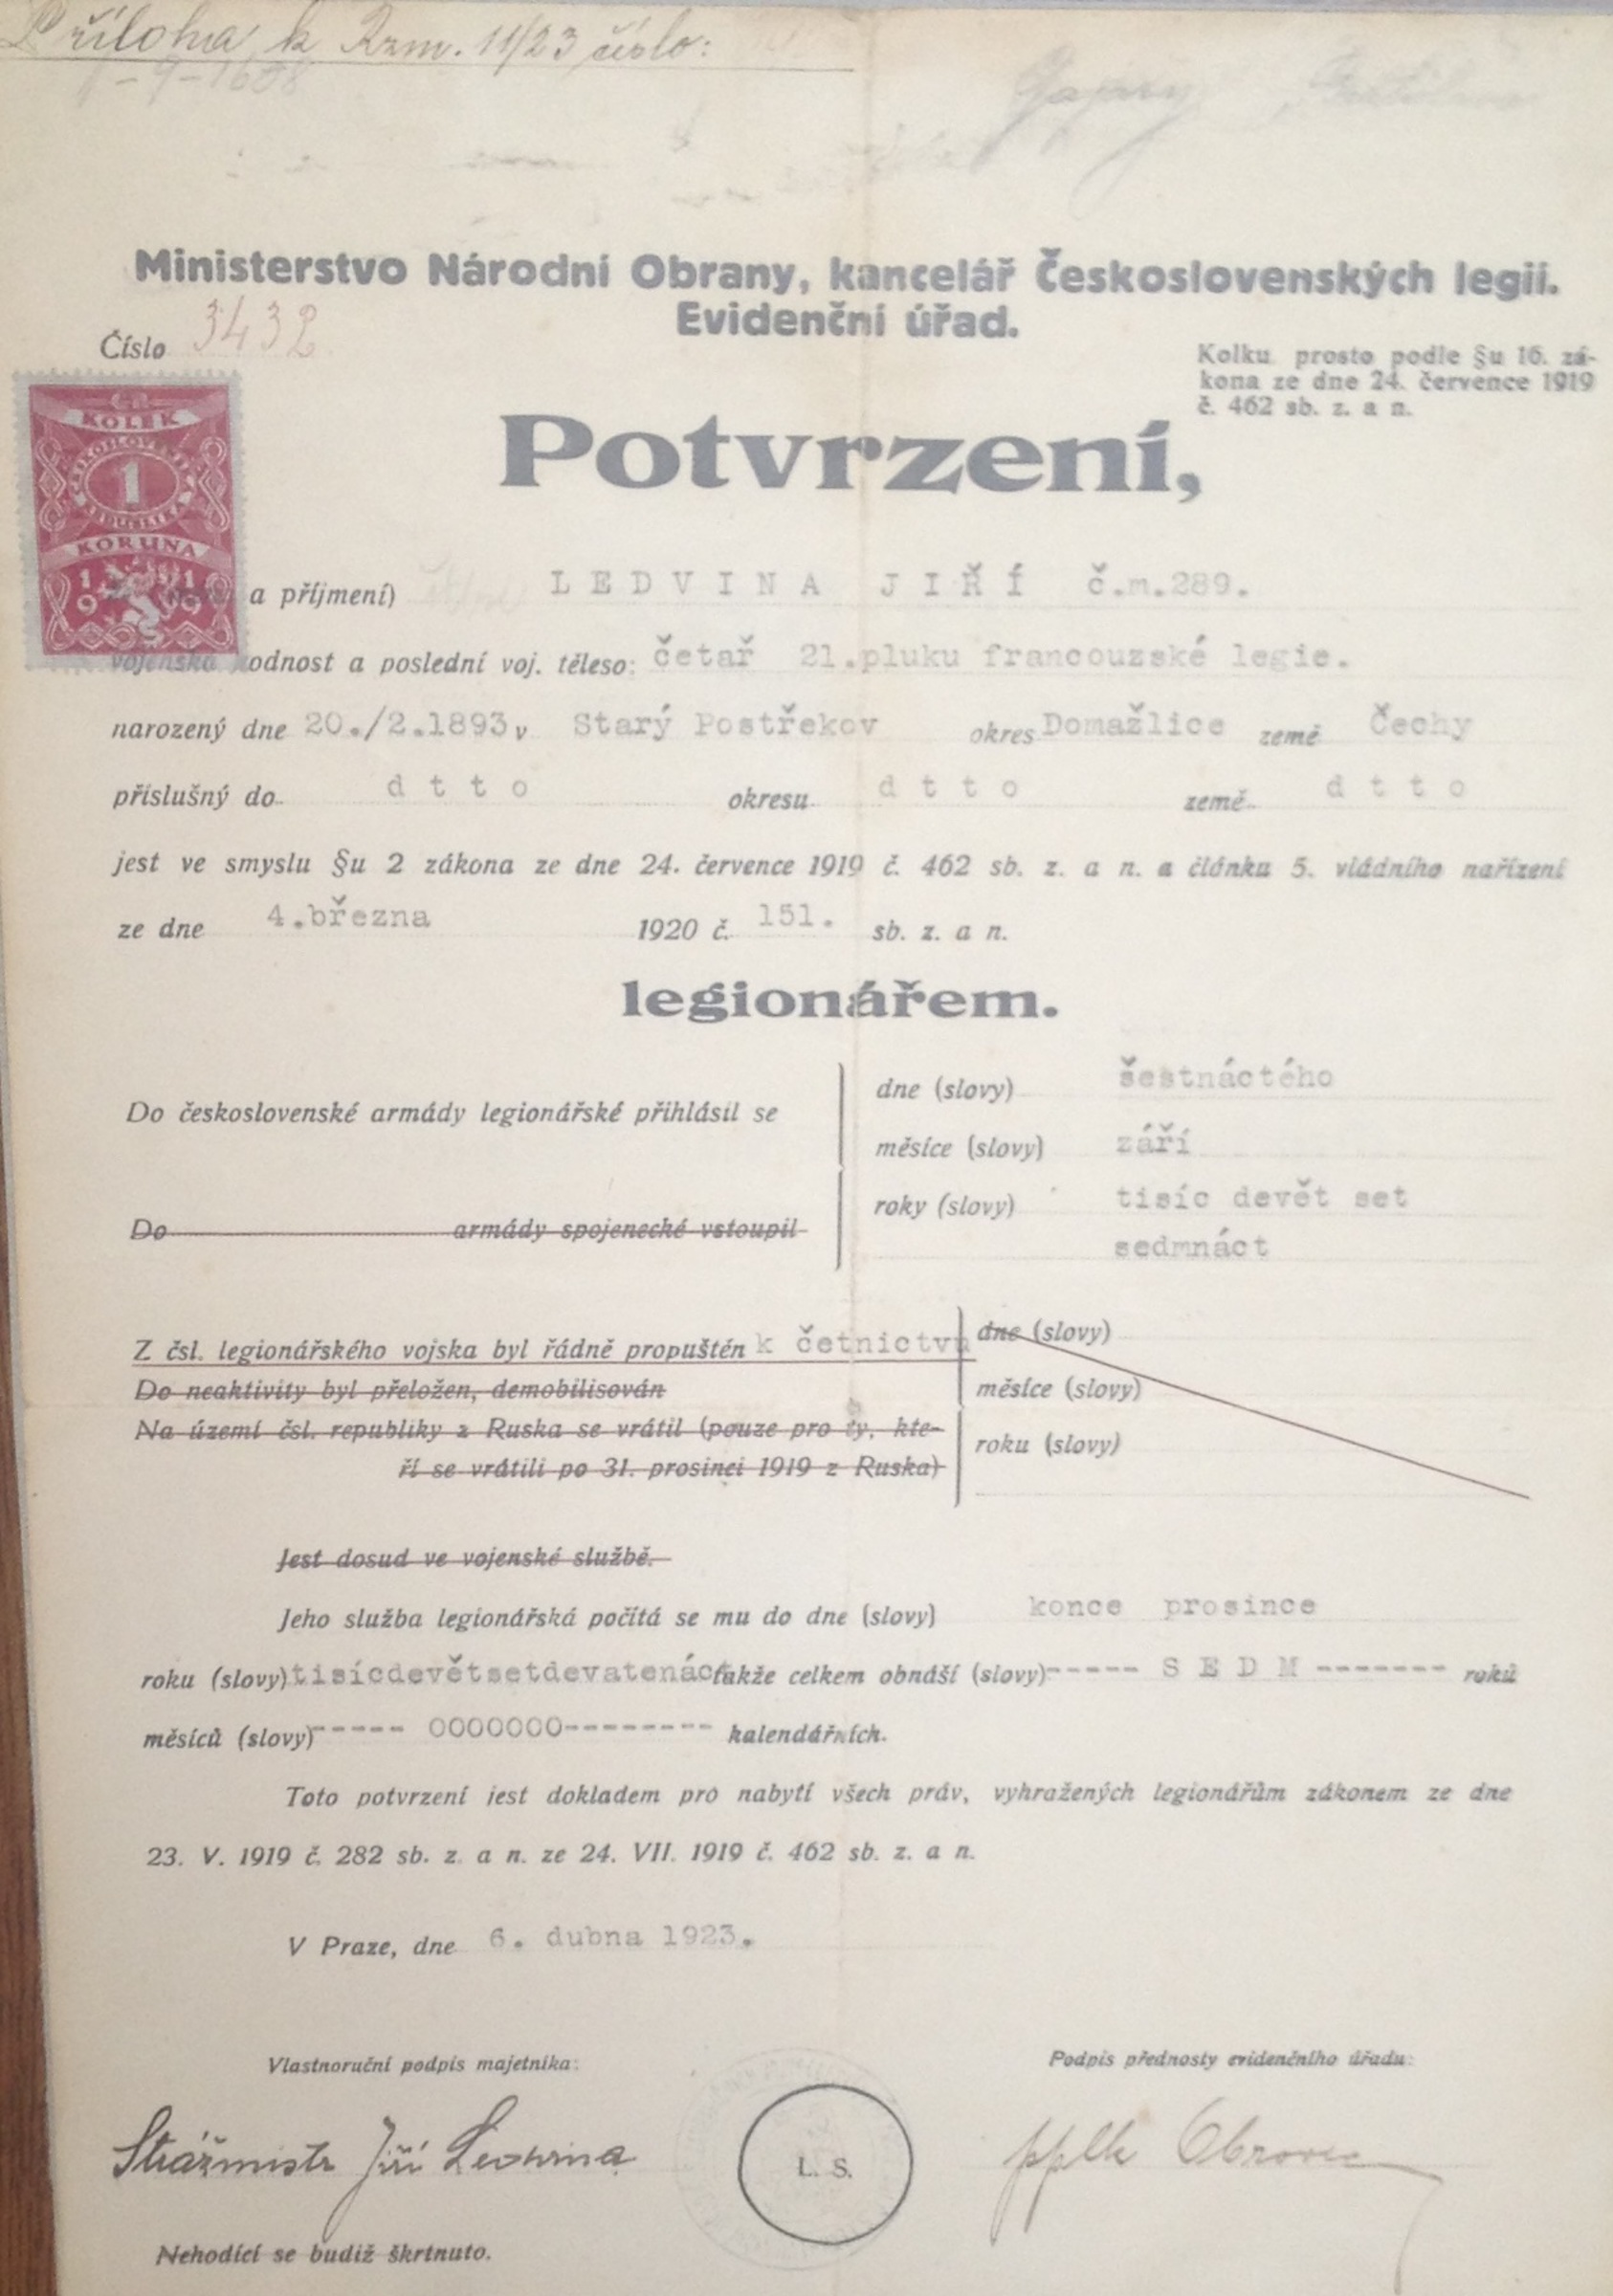 Příloha k Rzm. 11/23 číslo:
Ministerstvo Národní Obrany, kancelář Československých legií.
Evidenční úřad.
Číslo 3432
Kolku prosto podle §u 16. zá-
kona ze dne 24. července 1919
č. 462 sb. z. a n.
KOLEK
1
KORUNA
1919
Potvrzení,
a příjmení) LEDVINA JIŘÍ č.m.289.
vojenská hodnost a poslední voj. těleso: četař 21.pluku francouzské legie.
narozený dne 20./2.1893 v Starý Postřekov okres Domažlice země Čechy
příslušný do dtto okresu dtto země dtto
jest ve smyslu §u 2 zákona ze dne 24. července 1919 č. 462 sb. z. a n. a článku 5. vládního nařízení
ze dne 4.března 1920 č. 151. sb. z. a n.
legionářem.
Do československé armády legionářské přihlásil se
Do armády spojenecké vstoupil
dne (slovy) šestnáctého
měsíce (slovy) září
roky (slovy) tisíc devět set
sedmnáct
Z čsl. legionářského vojska byl řádně propuštěn k četnictvu
Do neaktivity byl přeložen, demobilisován
Na území čsl. republiky z Ruska se vrátil (pouze pro ty, kte-
ří se vrátili po 31. prosinci 1919 z Ruska)
dne (slovy)
měsíce (slovy)
roku (slovy)
Jest dosud ve vojenské službě.
Jeho služba legionářská počítá se mu do dne (slovy) konce prosince
roku (slovy) tisícdevětsetdevatenáct takže celkem obnáší (slovy)----- SEDM ------- roků
měsíců (slovy)----- 0000000-------- kalendářních.
Toto potvrzení jest dokladem pro nabytí všech práv, vyhražených legionářům zákonem ze dne
23. V. 1919 č. 282 sb. z. a n. ze 24. VII. 1919 č. 462 sb. z. a n.
V Praze, dne 6. dubna 1923.
Vlastnoruční podpis majetníka:
Podpis přednosty evidenčního úřadu:
Strážmistr Jiří Ledvina
L. S.
pplk
Nehodící se budiž škrtnuto.